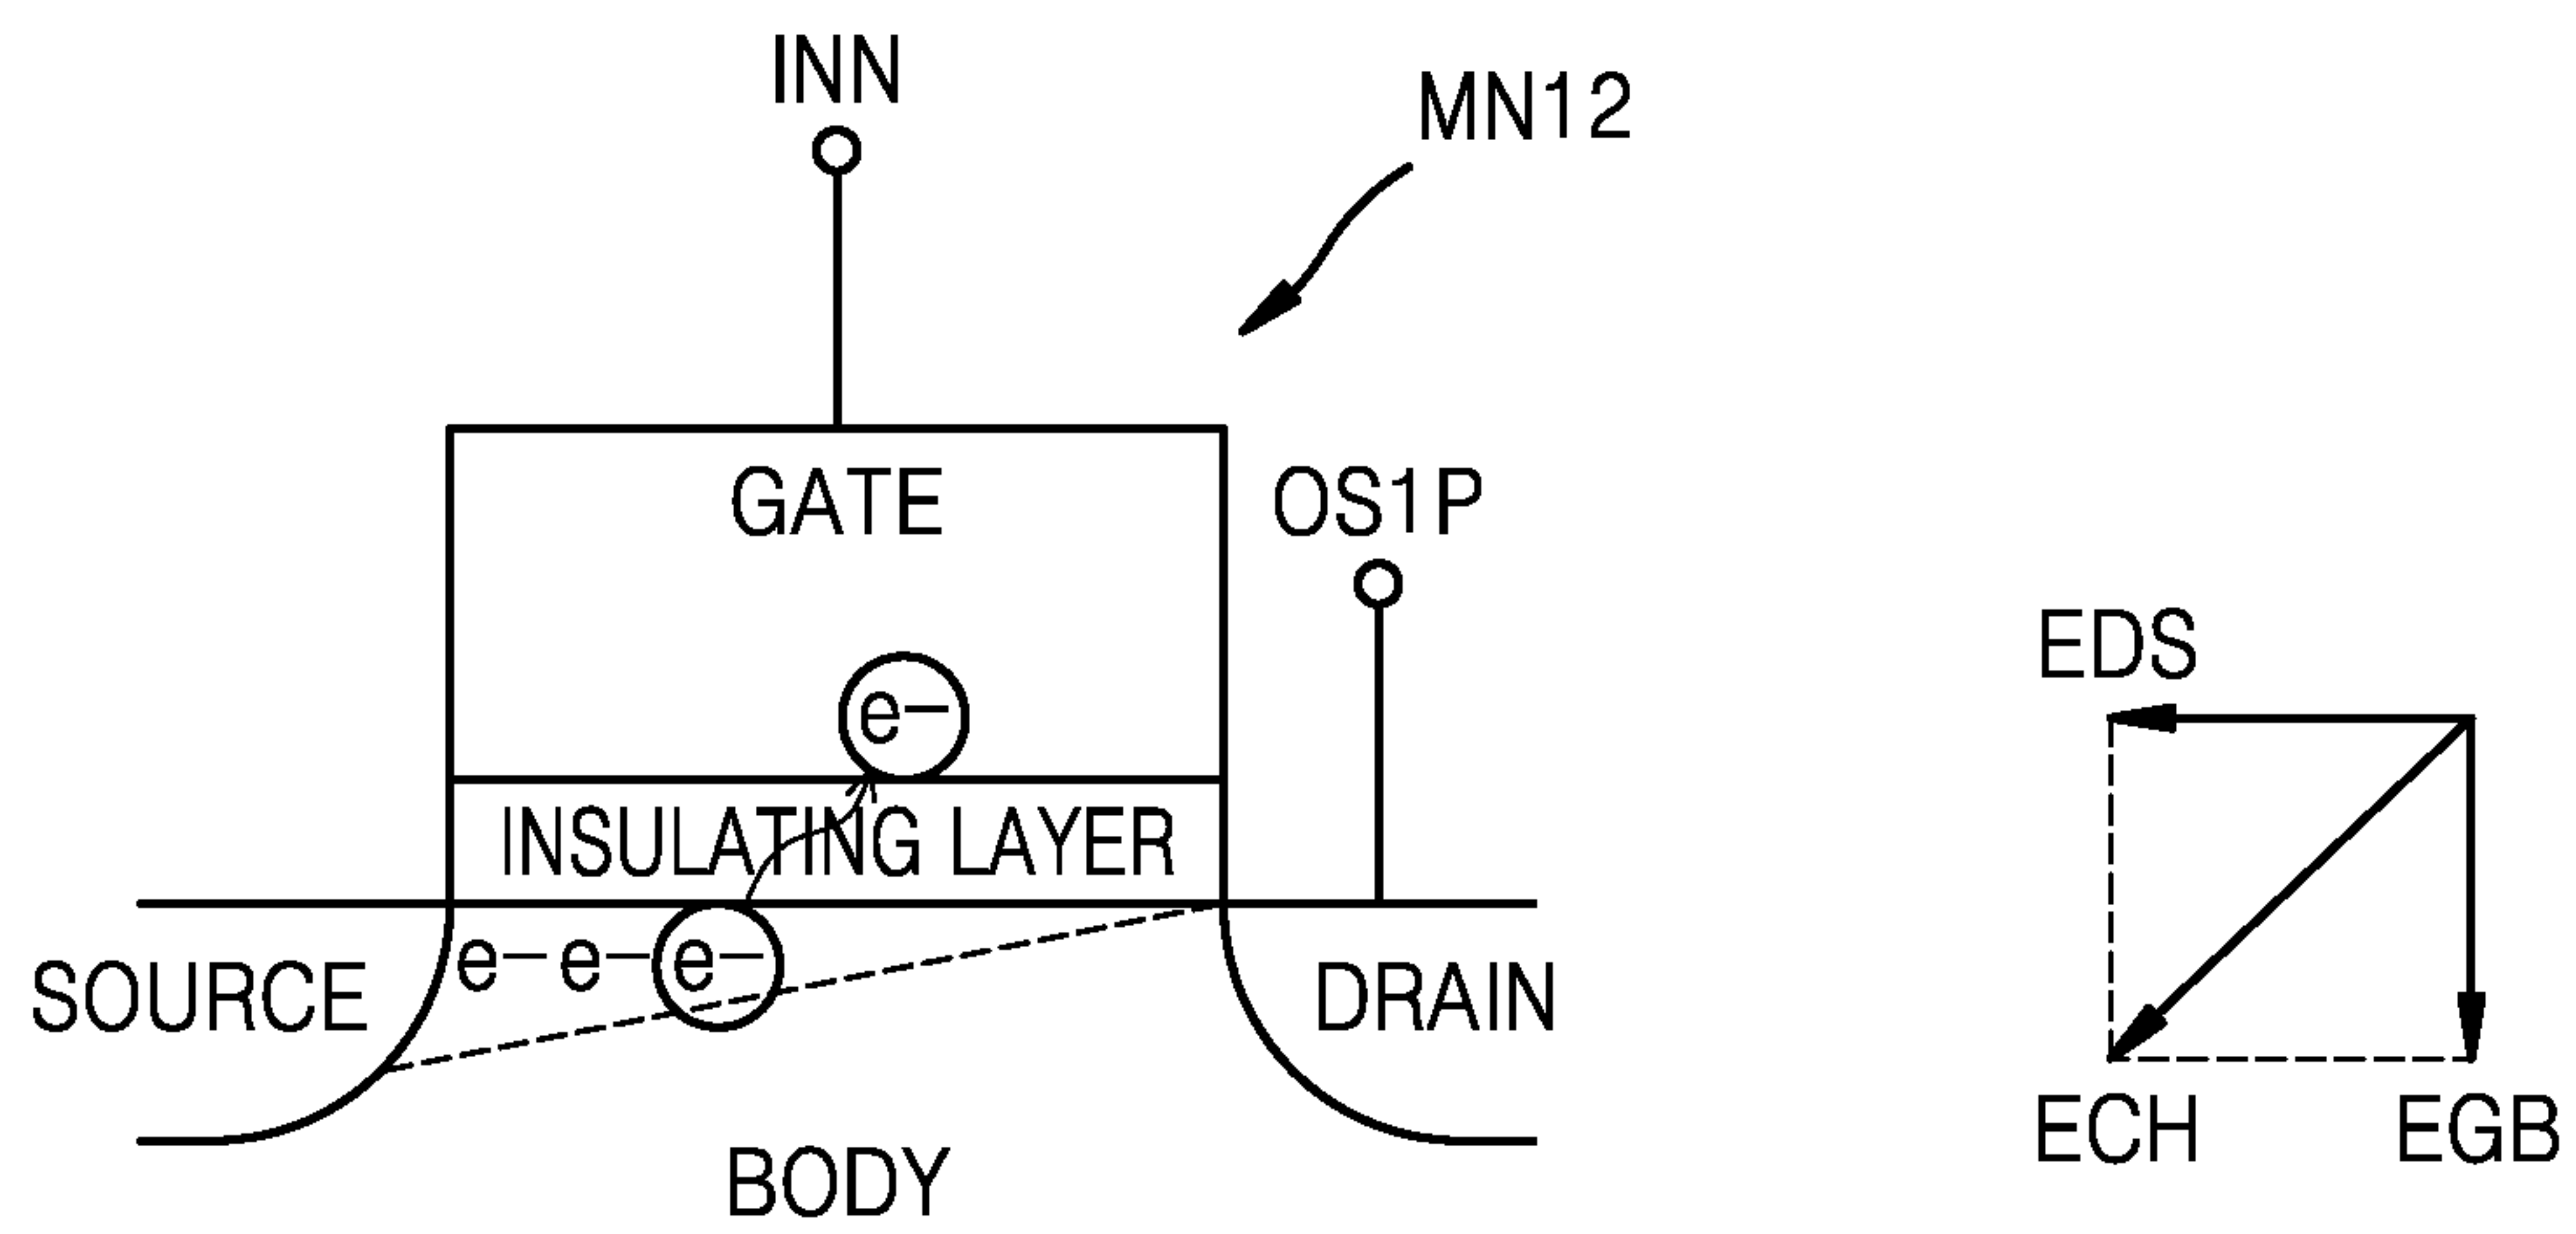 INN
MN12
GATE
OS1P
e−
EDS
INSULATING LAYER
e− e− e−
SOURCE
DRAIN
ECH
EGB
BODY